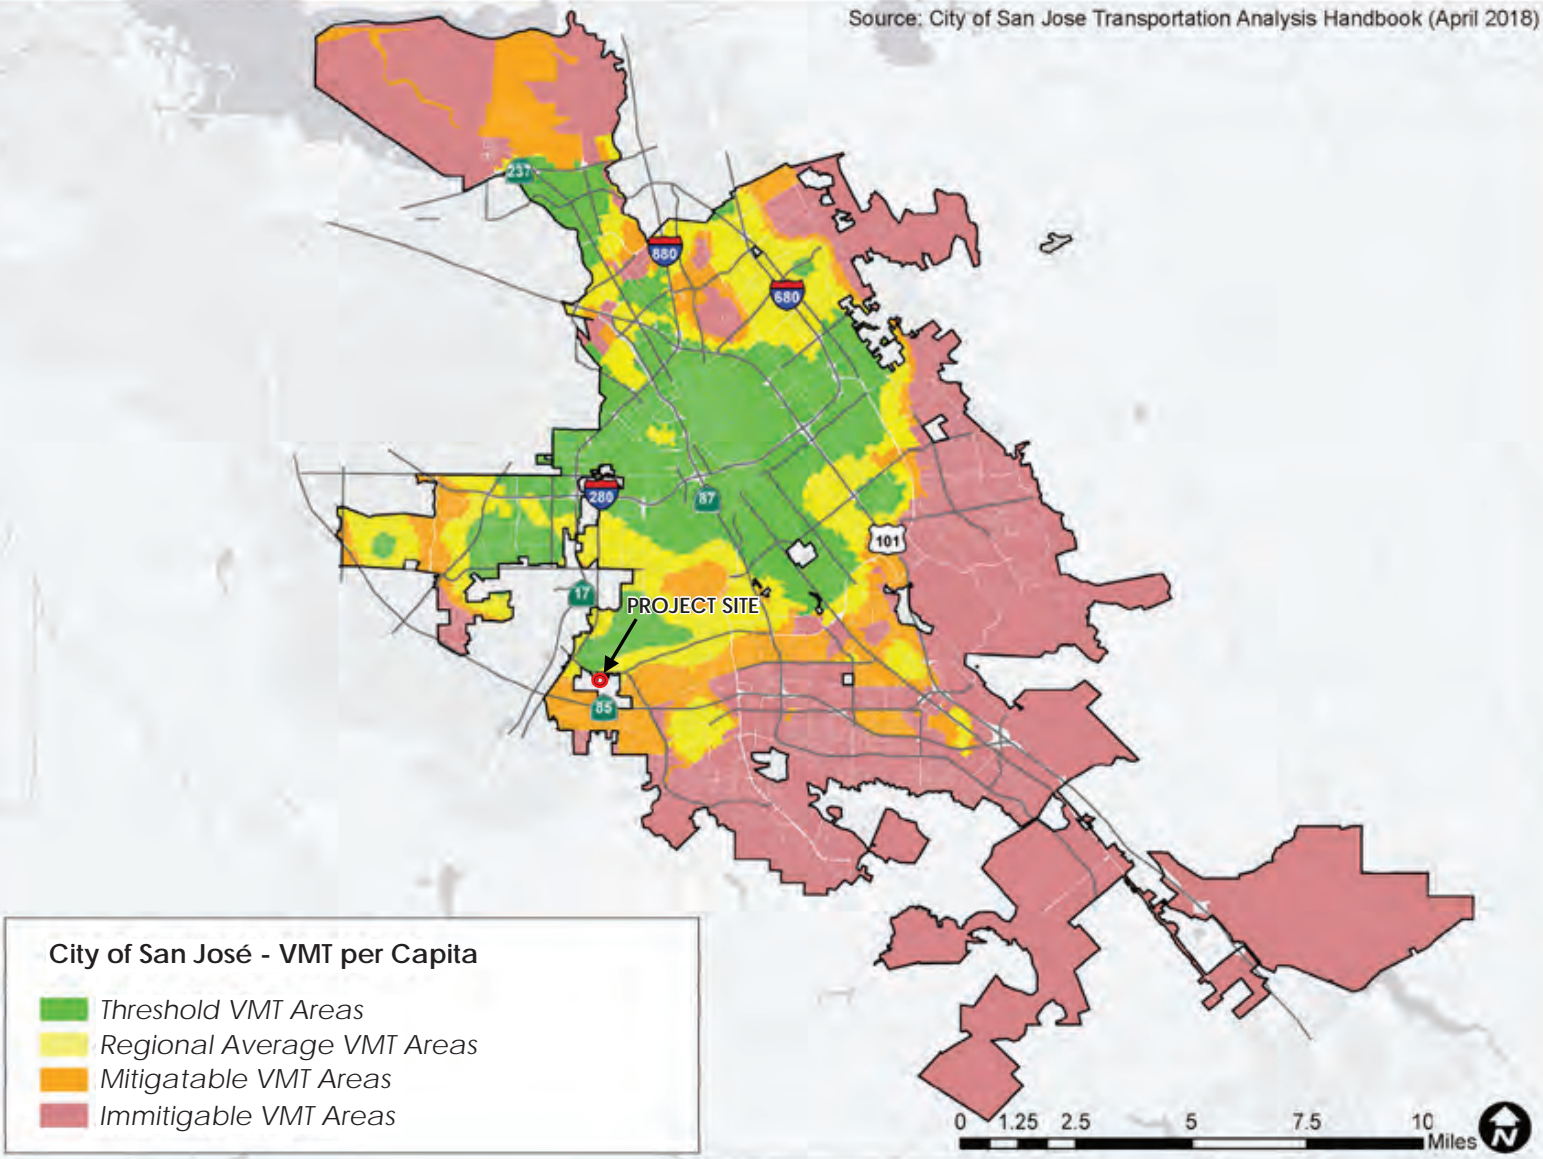 Source: City of San Jose Transportation Analysis Handbook (April 2018)
237
880
680
280
87
101
17
PROJECT SITE
85
City of San José - VMT per Capita
Threshold VMT Areas
Regional Average VMT Areas
Mitigatable VMT Areas
Immitigable VMT Areas
0 1.25 2.5 5 7.5 10
Miles
N